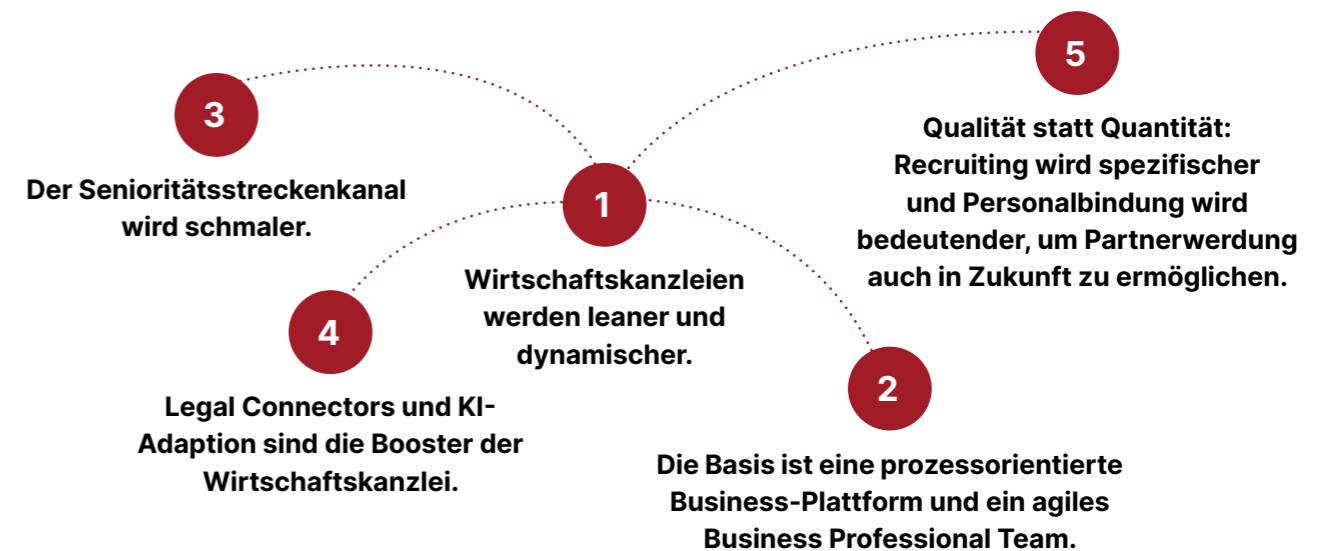 3
Der Senioritätsstreckenkanal
wird schmaler.
1
Wirtschaftskanzleien
werden leaner und
dynamischer.
5
Qualität statt Quantität:
Recruiting wird spezifischer
und Personalbindung wird
bedeutender, um Partnerwerdung
auch in Zukunft zu ermöglichen.
4
Legal Connectors und KI-
Adaption sind die Booster der
Wirtschaftskanzlei.
2
Die Basis ist eine prozessorientierte
Business-Plattform und ein agiles
Business Professional Team.